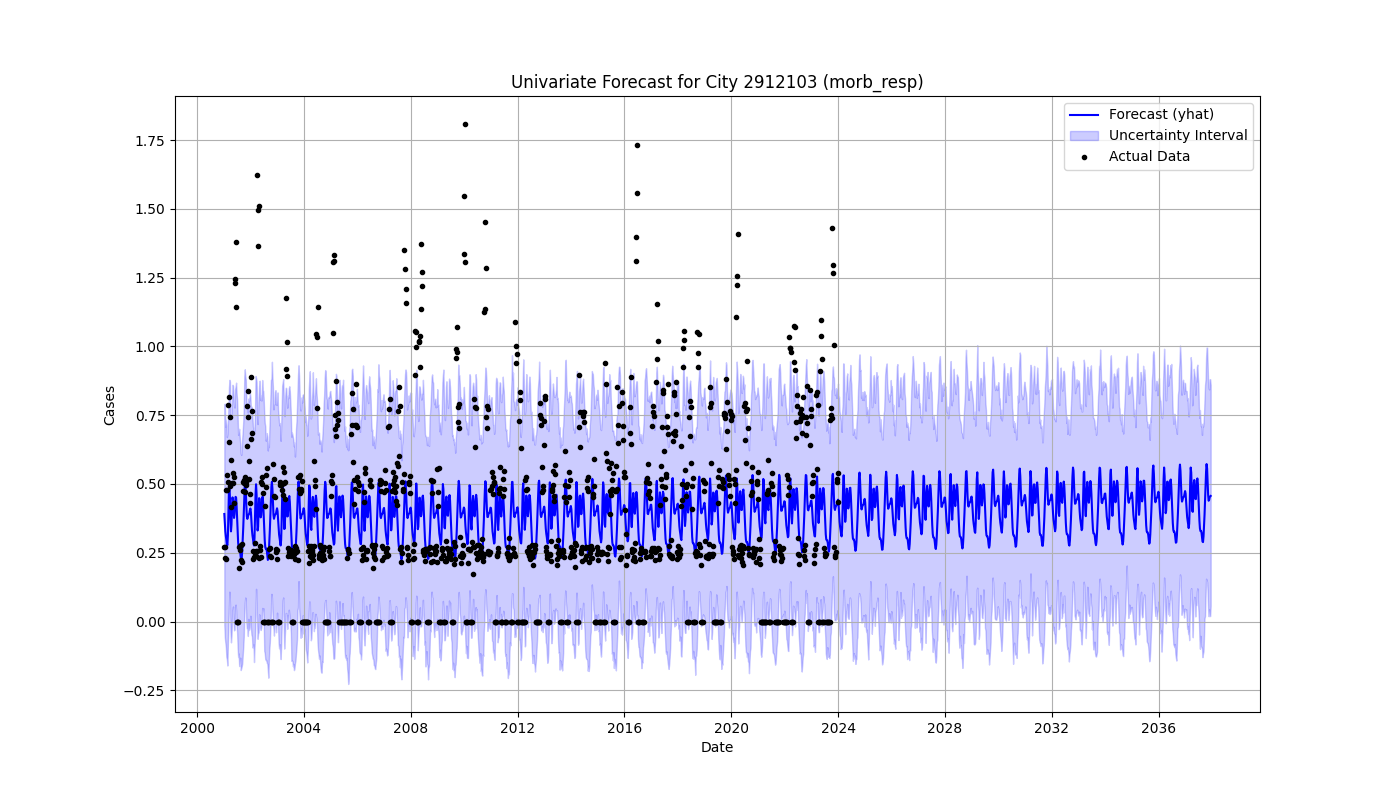 Univariate Forecast for City 2912103 (morb_resp)
Forecast (yhat)
Uncertainty Interval
Actual Data
Cases
1.75
1.50
1.25
1.00
0.75
0.50
0.25
0.00
−0.25
2000 2004 2008 2012 2016 2020 2024 2028 2032 2036
Date